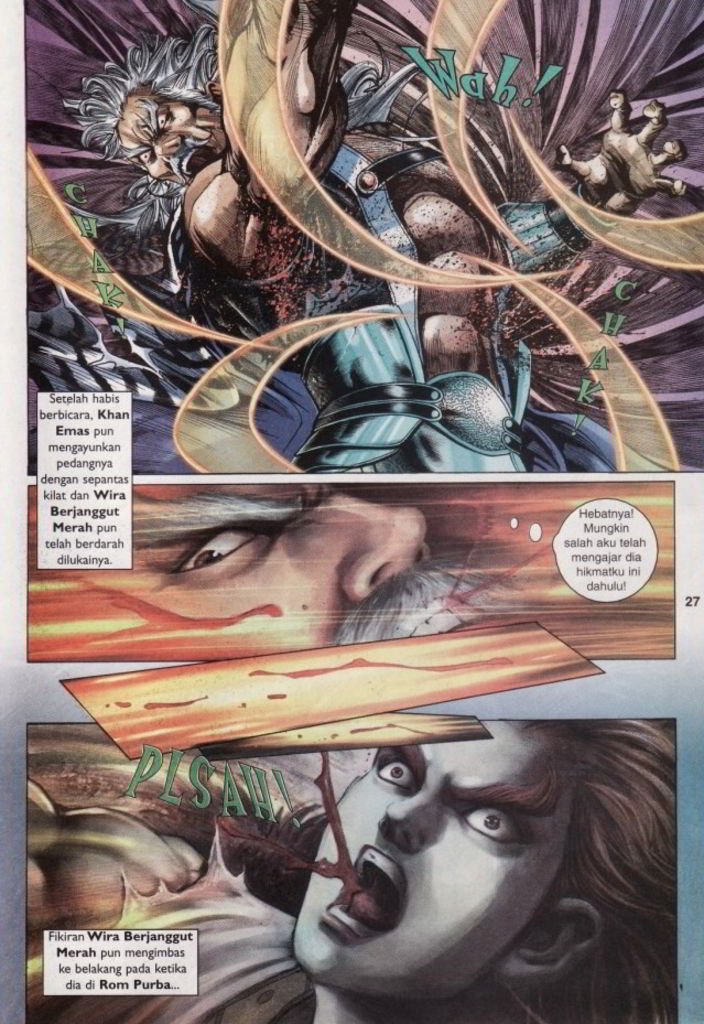 Wah!
CHAK!
CHAK!
Setelah habis
berbicara, Khan
Emas pun
mengayunkan
pedangnya
dengan sepantas
kilat dan Wira
Berjanggut
Merah pun
telah berdarah
dilukainya.
Hebatnya!
Mungkin
salah aku telah
mengajar dia
hikmatku ini
dahulu!
27
PLSAH!
Fikiran Wira Berjanggut
Merah pun mengimbas
ke belakang pada ketika
dia di Rom Purba...